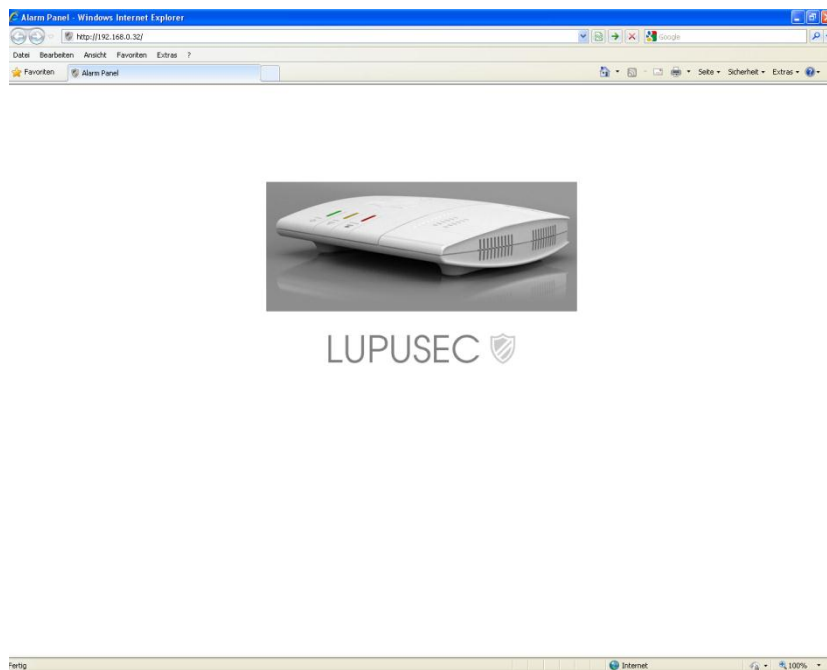 Alarm Panel - Windows Internet Explorer
http://192.168.0.32/
Google
Datei Bearbeiten Ansicht Favoriten Extras ?
Favoriten
Alarm Panel
Seite
Sicherheit
Extras
LUPUSEC
Fertig
Internet
100%